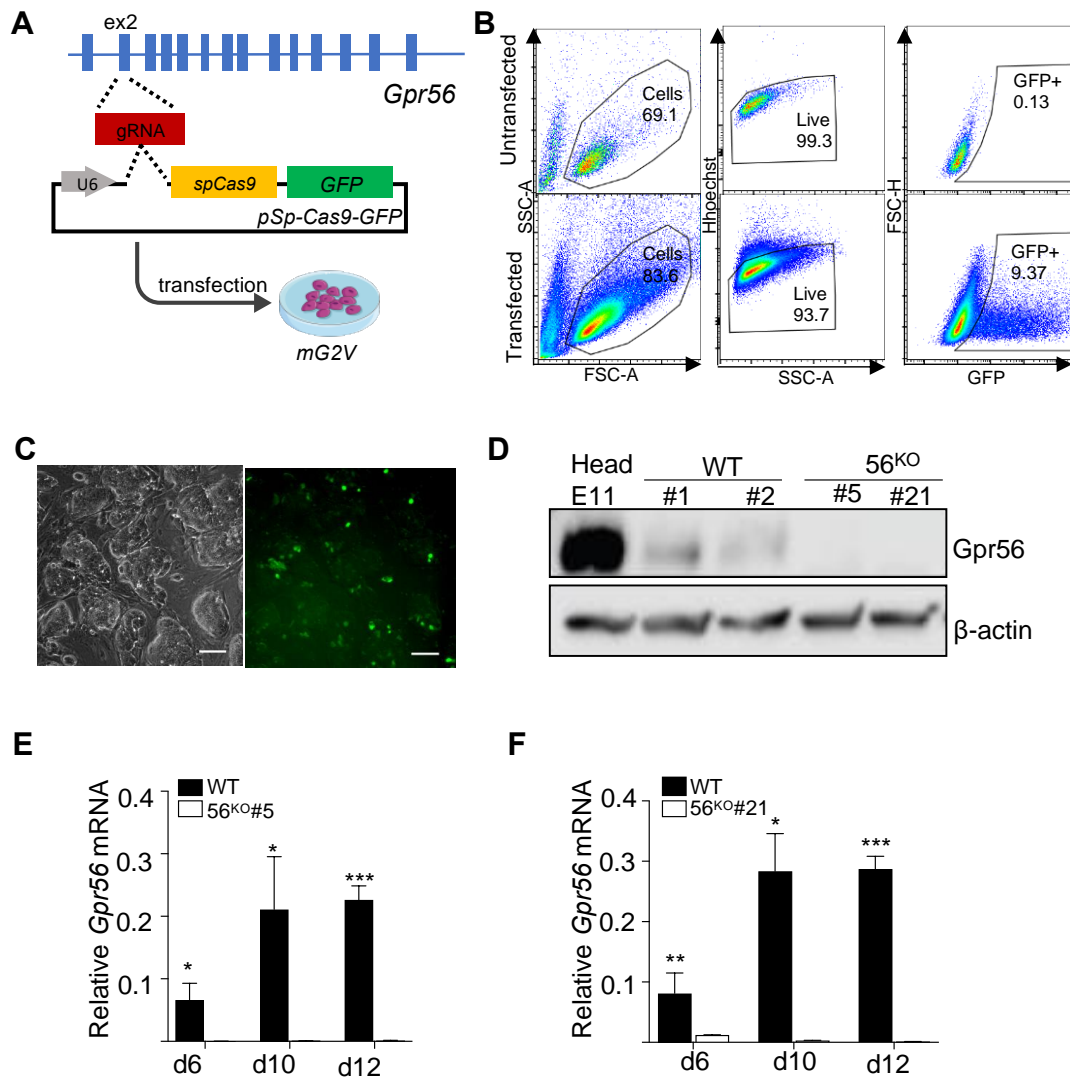 A
ex2
Gpr56
gRNA
U6
spCas9
GFP
pSp-Cas9-GFP
transfection
mG2V
B
Untransfected
Transfected
SSC-A
Cells
69.1
Cells
83.6
FSC-A
Hhoechst
Live
99.3
Live
93.7
SSC-A
FSC-H
GFP+
0.13
GFP+
9.37
GFP
C
D
Head WT 56KO
E11 #1 #2 #5 #21
Gpr56
β-actin
E
WT
56KO#5
Relative Gpr56 mRNA
0.4
0.3
0.2
0.1
* * ***
d6 d10 d12
F
WT
56KO#21
Relative Gpr56 mRNA
0.4
0.3
0.2
0.1
** * ***
d6 d10 d12